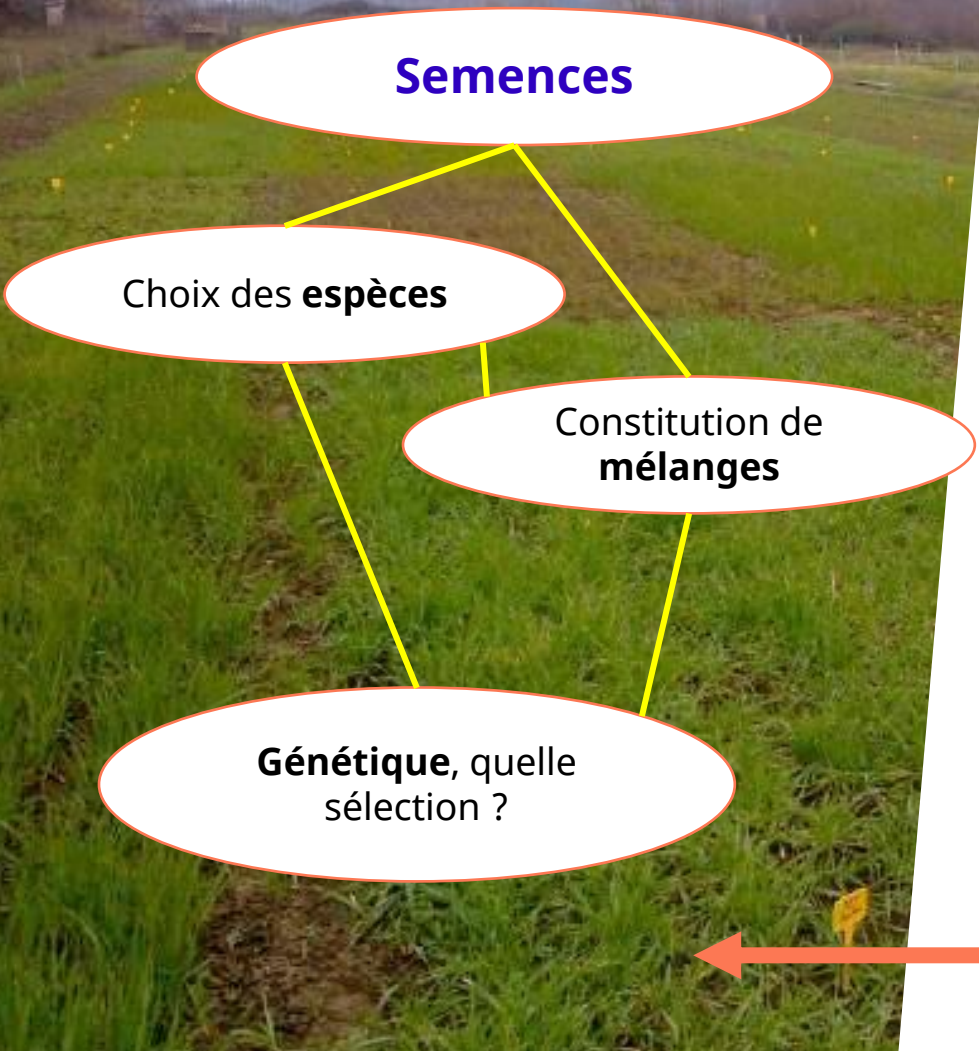 Semences
Choix des espèces
Constitution de
mélanges
Génétique, quelle
sélection ?